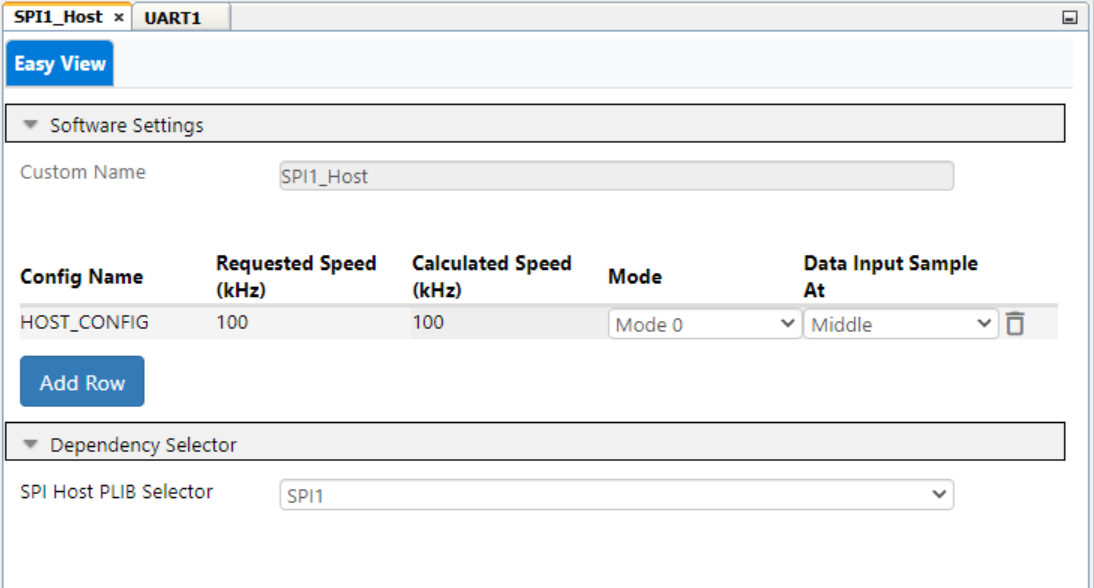 SPI1_Host × UART1
Easy View
Software Settings
Custom Name SPI1_Host
Config Name Requested Speed (kHz) Calculated Speed (kHz) Mode Data Input Sample At
HOST_CONFIG 100 100 Mode 0 Middle
Add Row
Dependency Selector
SPI Host PLIB Selector SPI1